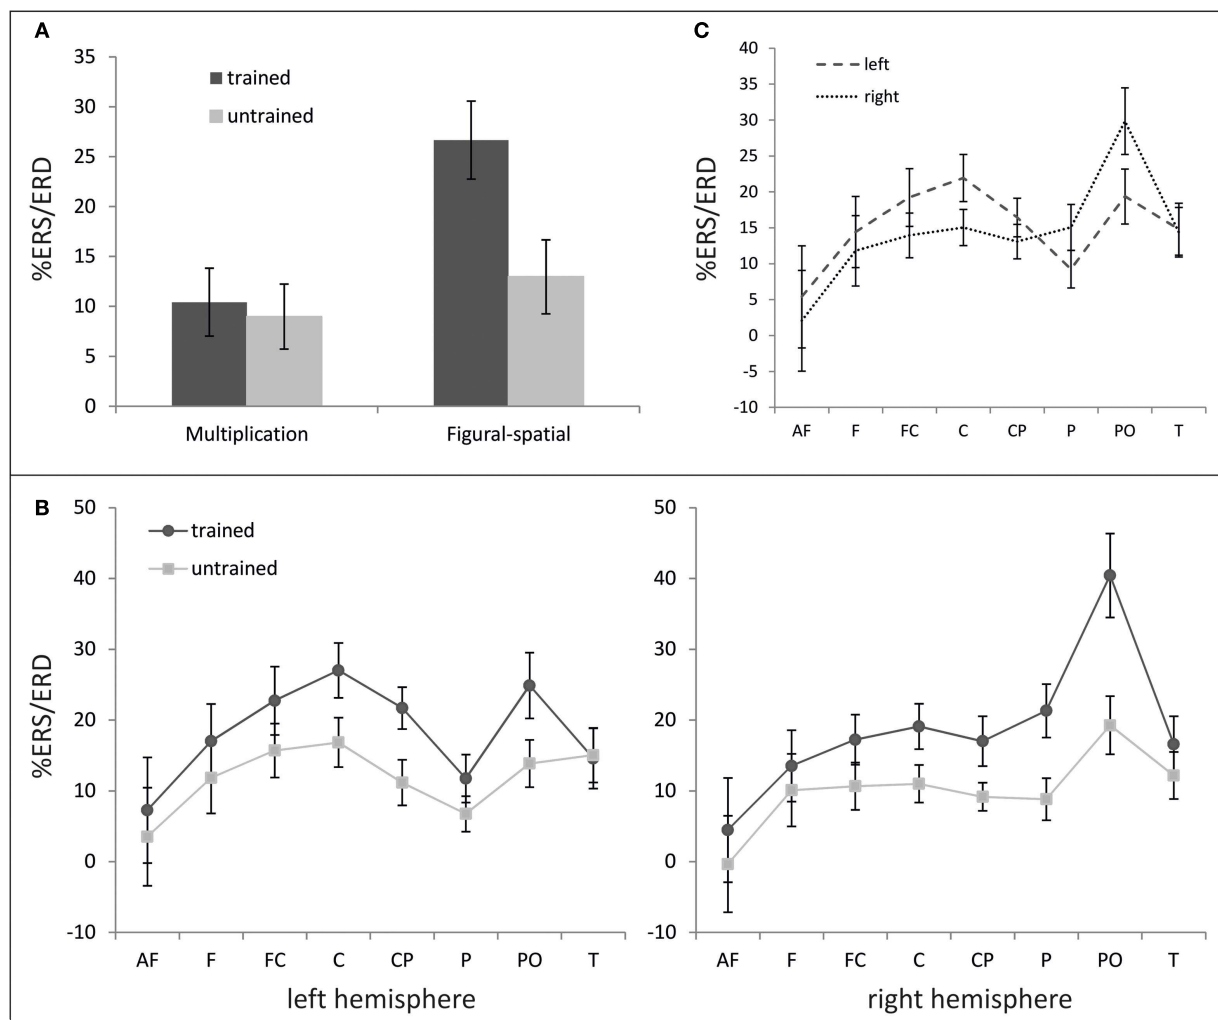 A
%ERS/ERD
35
30
25
20
15
10
5
0
trained
untrained
Multiplication Figural-spatial
C
%ERS/ERD
40
35
30
25
20
15
10
5
0
-5
-10
left
right
AF F FC C CP P PO T
B
%ERS/ERD
50
40
30
20
10
0
-10
trained
untrained
AF F FC C CP P PO T
left hemisphere
50
40
30
20
10
0
-10
AF F FC C CP P PO T
right hemisphere